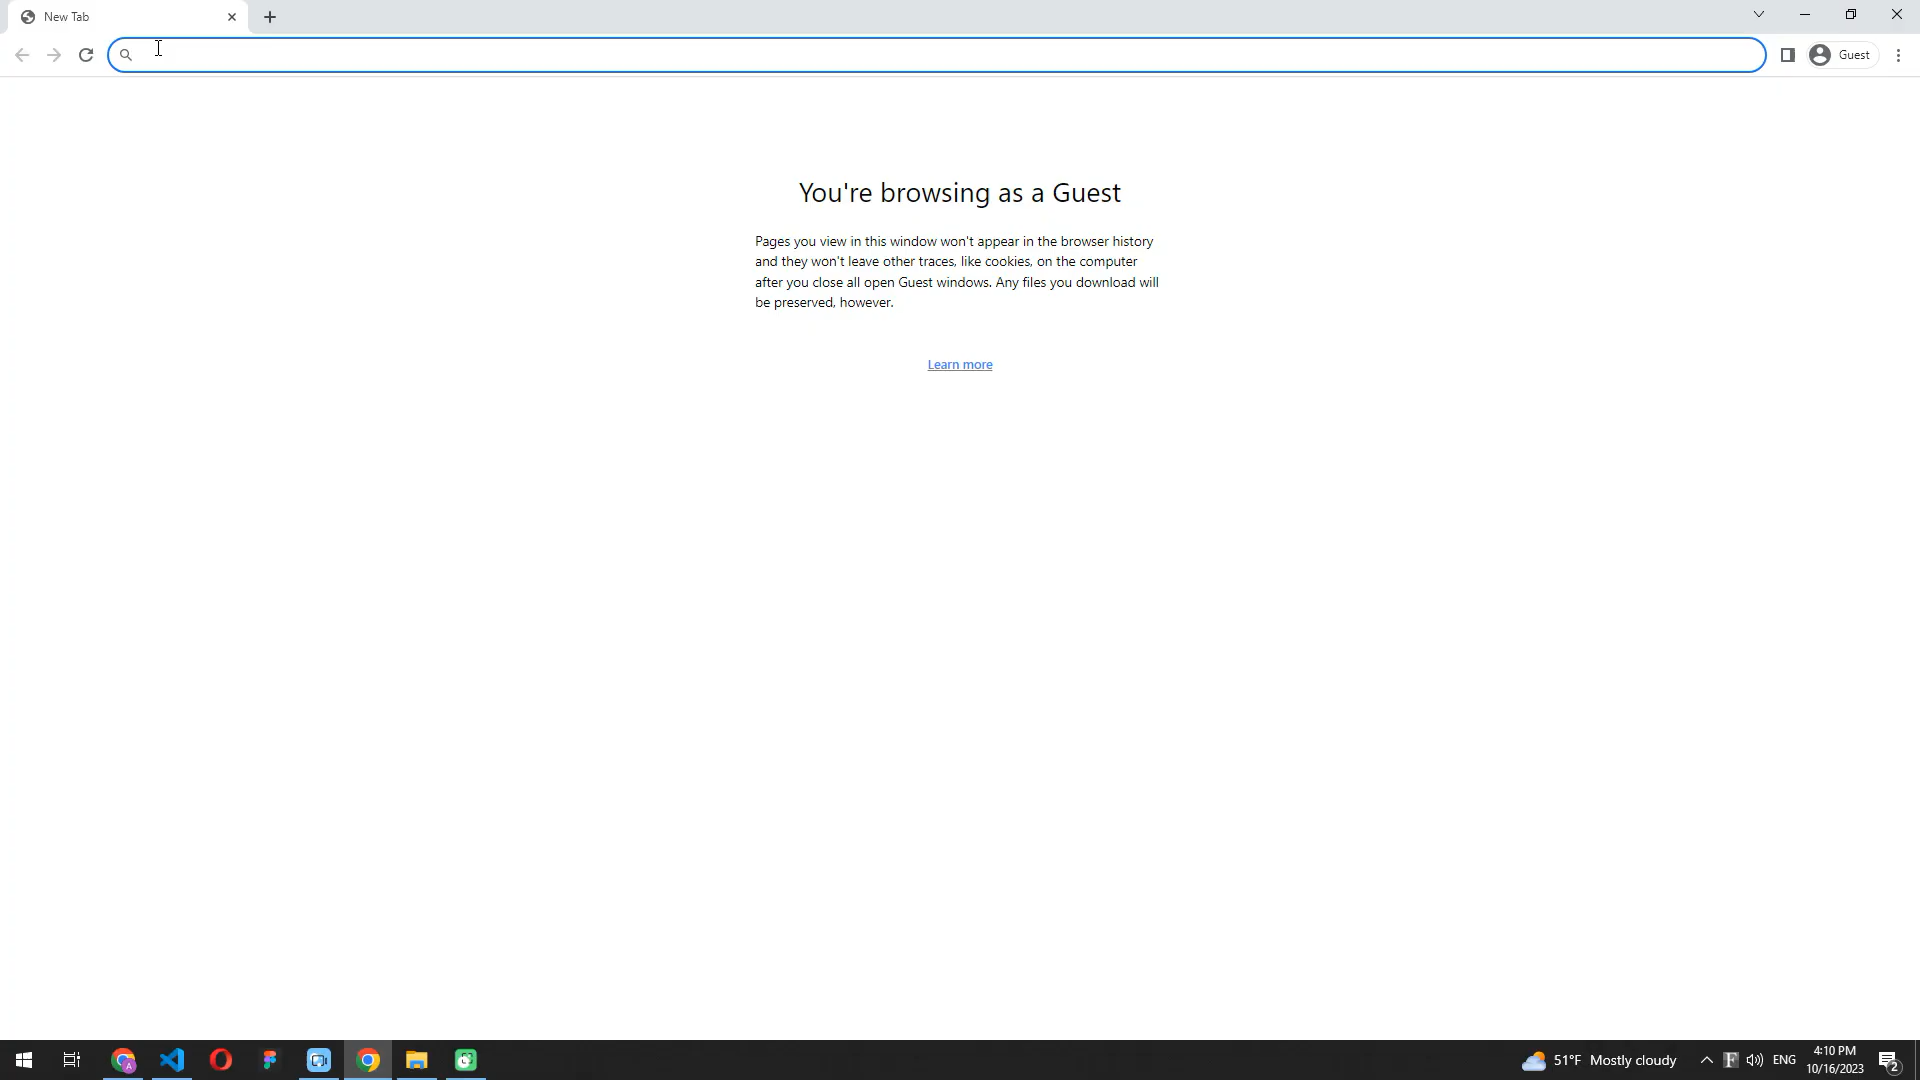 New Tab
Guest
You're browsing as a Guest
Pages you view in this window won't appear in the browser history
and they won't leave other traces, like cookies, on the computer
after you close all open Guest windows. Any files you download will
be preserved, however.
Learn more
A
51°F Mostly cloudy
F
ENG
4:10 PM
10/16/2023
2